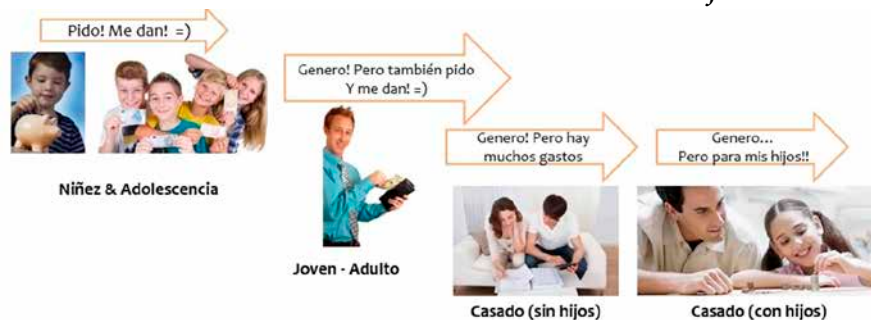 Pido! Me dan! =)
Niñez & Adolescencia
Genero! Pero también pido
Y me dan! =)
Joven - Adulto
Genero! Pero hay
muchos gastos
Casado (sin hijos)
Genero...
Pero para mis hijos!!
Casado (con hijos)